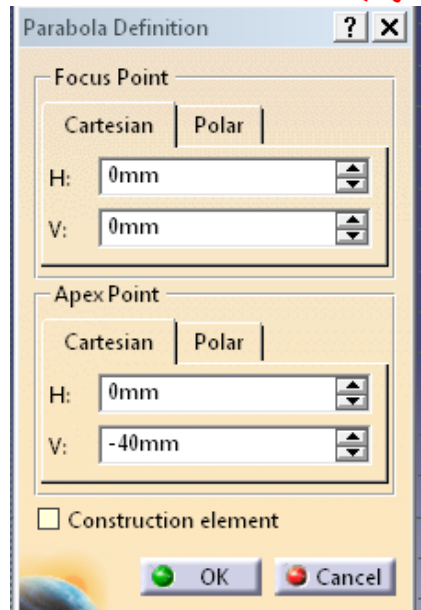 Parabola Definition ? X
Focus Point
Cartesian Polar
H: 0mm
V: 0mm
Apex Point
Cartesian Polar
H: 0mm
V: -40mm
Construction element
OK Cancel